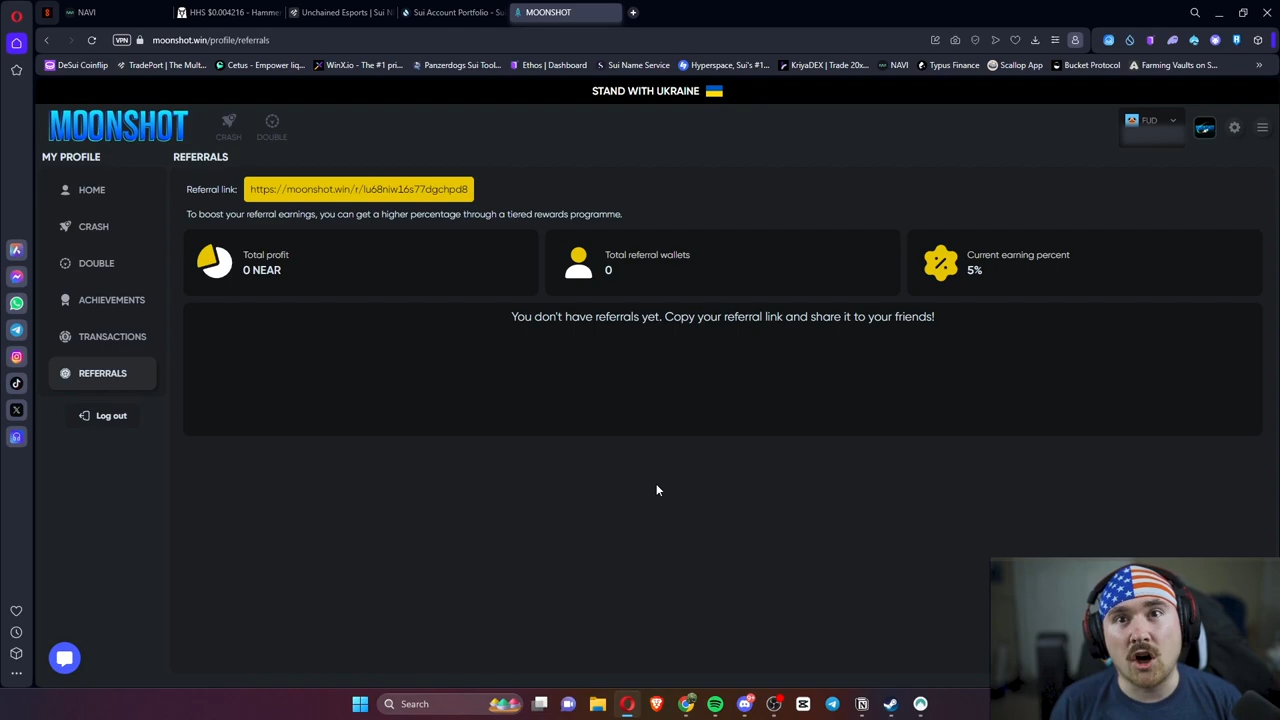 NAVI
HHS $0.004216 - Hammer
Unchained Esports | Sui N
Sui Account Portfolio - Su
MOONSHOT
VPN
moonshot.win/profile/referrals
DeSui Coinflip
TradePort | The Mult...
Cetus - Empower liq...
WinX.io - The #1 pri...
Panzerdogs Sui Tool...
Ethos | Dashboard
Sui Name Service
Hyperspace, Sui's #1...
KriyaDEX | Trade 20x...
NAVI
Typus Finance
Scallop App
Bucket Protocol
Farming Vaults on S...
STAND WITH UKRAINE
MOONSHOT
CRASH
DOUBLE
FUD
MY PROFILE
HOME
CRASH
DOUBLE
ACHIEVEMENTS
TRANSACTIONS
REFERRALS
Log out
REFERRALS
Referral link: https://moonshot.win/r/lu68niw16s77dgchpd8
To boost your referral earnings, you can get a higher percentage through a tiered rewards programme.
Total profit
0 NEAR
Total referral wallets
0
Current earning percent
5%
You don't have referrals yet. Copy your referral link and share it to your friends!
Search